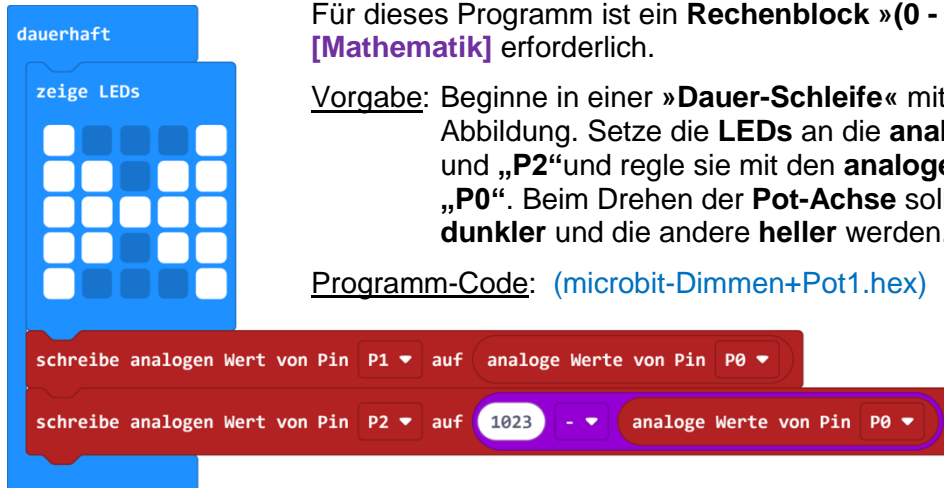 Für dieses Programm ist ein Rechenblock »(0 -
[Mathematik] erforderlich.
Vorgabe: Beginne in einer »Dauer-Schleife« mit
Abbildung. Setze die LEDs an die
und „P2“und regle sie mit den
„P0“. Beim Drehen der Pot-Achse
dunkler und die andere heller werden.
Programm-Code: (microbit-Dimmen+Pot1.hex)
dauerhaft
zeige LEDs
schreibe analogen Wert von Pin P1 auf analoge Werte von Pin P0
schreibe analogen Wert von Pin P2 auf 1023 - analoge Werte von Pin P0